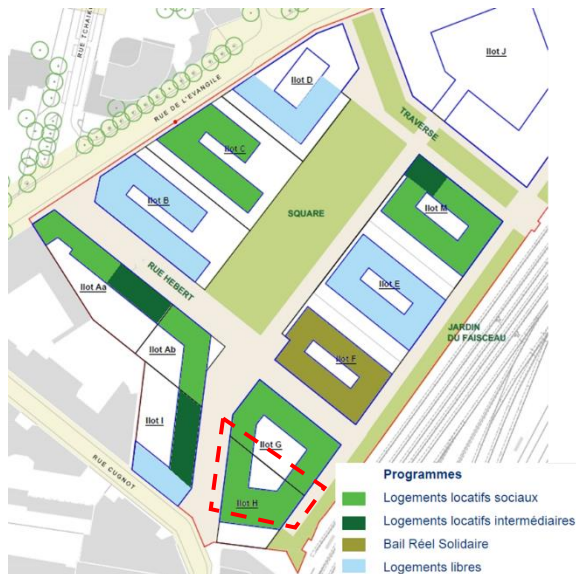 RUE TCHAIK
RUE DE L'EVANGILE
Ilot D
Ilot J
TRAVERSE
Ilot C
Ilot B
Ilot M
SQUARE
RUE HEBERT
Ilot Aa
Ilot E
JARDIN
DU FAISCEAU
Ilot Ab
Ilot F
Ilot I
Ilot G
RUE CUGNOT
Ilot H
Programmes
Logements locatifs sociaux
Logements locatifs intermédiaires
Bail Réel Solidaire
Logements libres